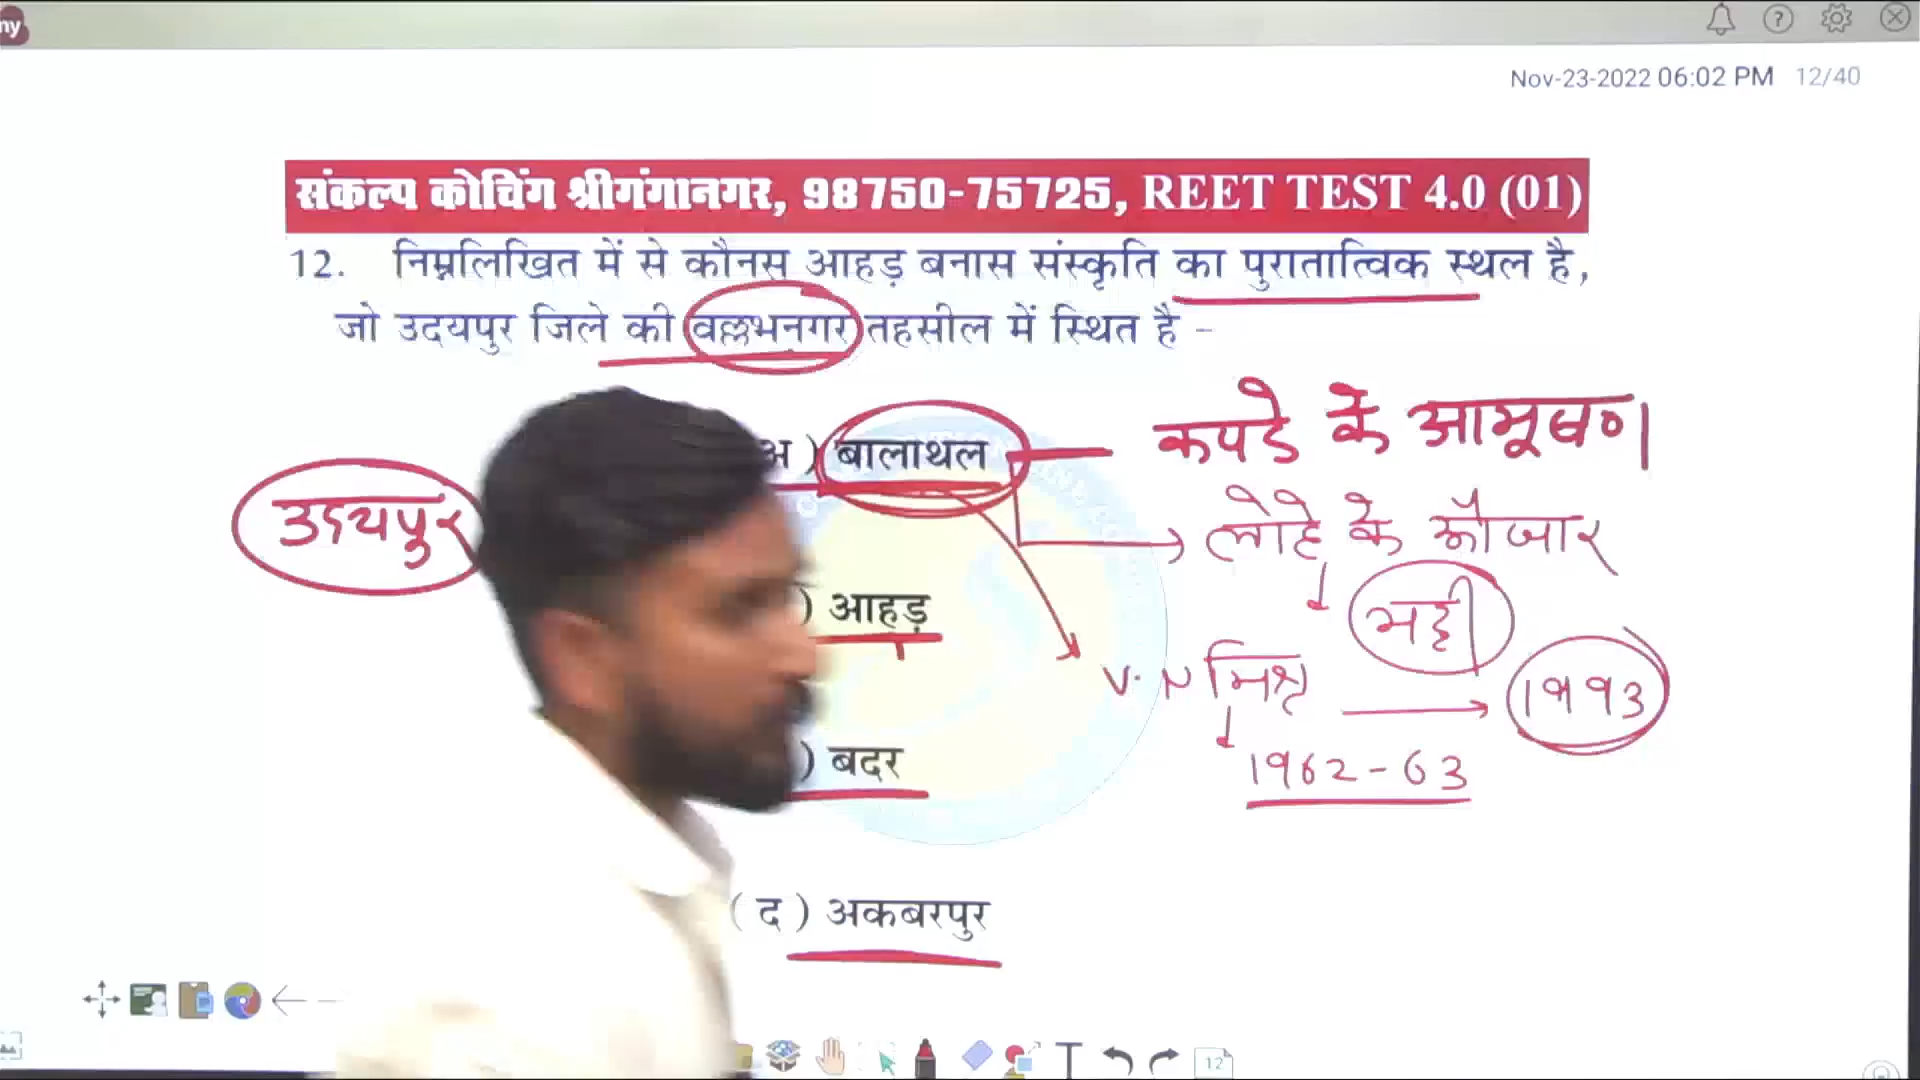 ny
Nov-23-2022 06:02 PM 12/40
संकल्प कोचिंग श्रीगंगानगर, 98750-75725, REET TEST 4.0 (01)
12. निम्नलिखित में से कौनस आहड़ बनास संस्कृति का पुरातात्विक स्थल है,
जो उदयपुर जिले की वल्लभनगर तहसील में स्थित है -
अ ) बालाथल
कपडे के आभूषण
उदयपुर
लोहे के औजार
भट्टी
) आहड़
V. N मिश्र
1993
) बदर
1962-63
( द ) अकबरपुर
12